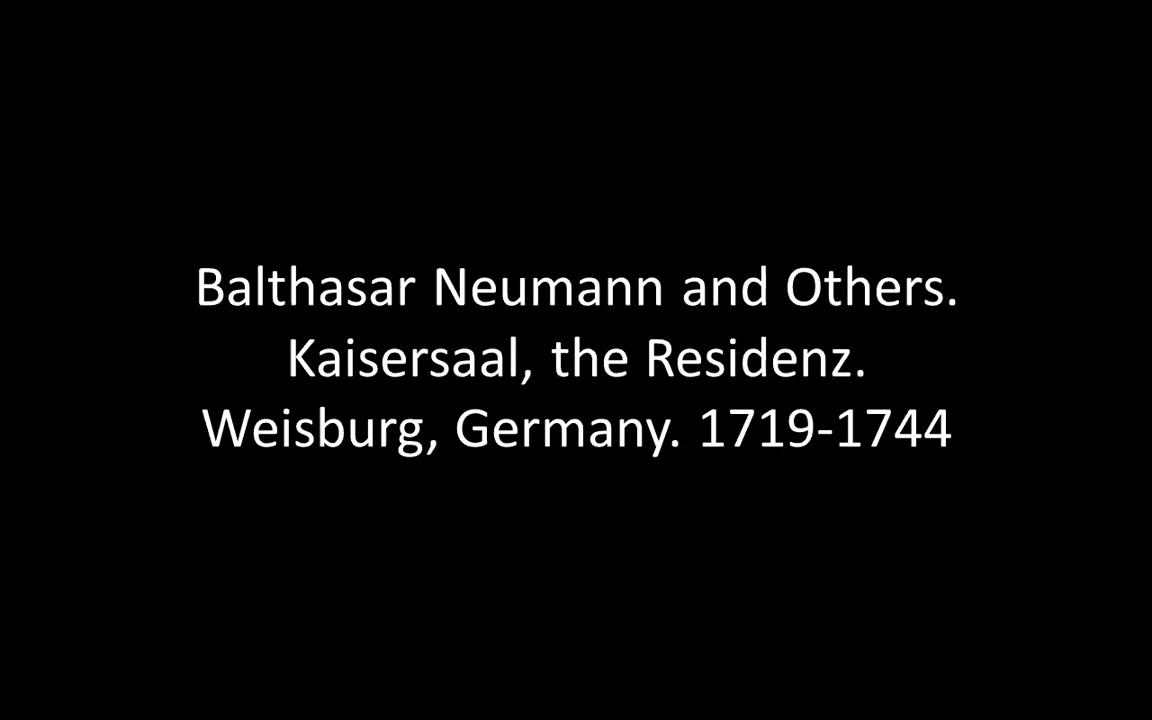 Balthasar Neumann and Others.
Kaisersaal, the Residenz.
Weisburg, Germany. 1719-1744